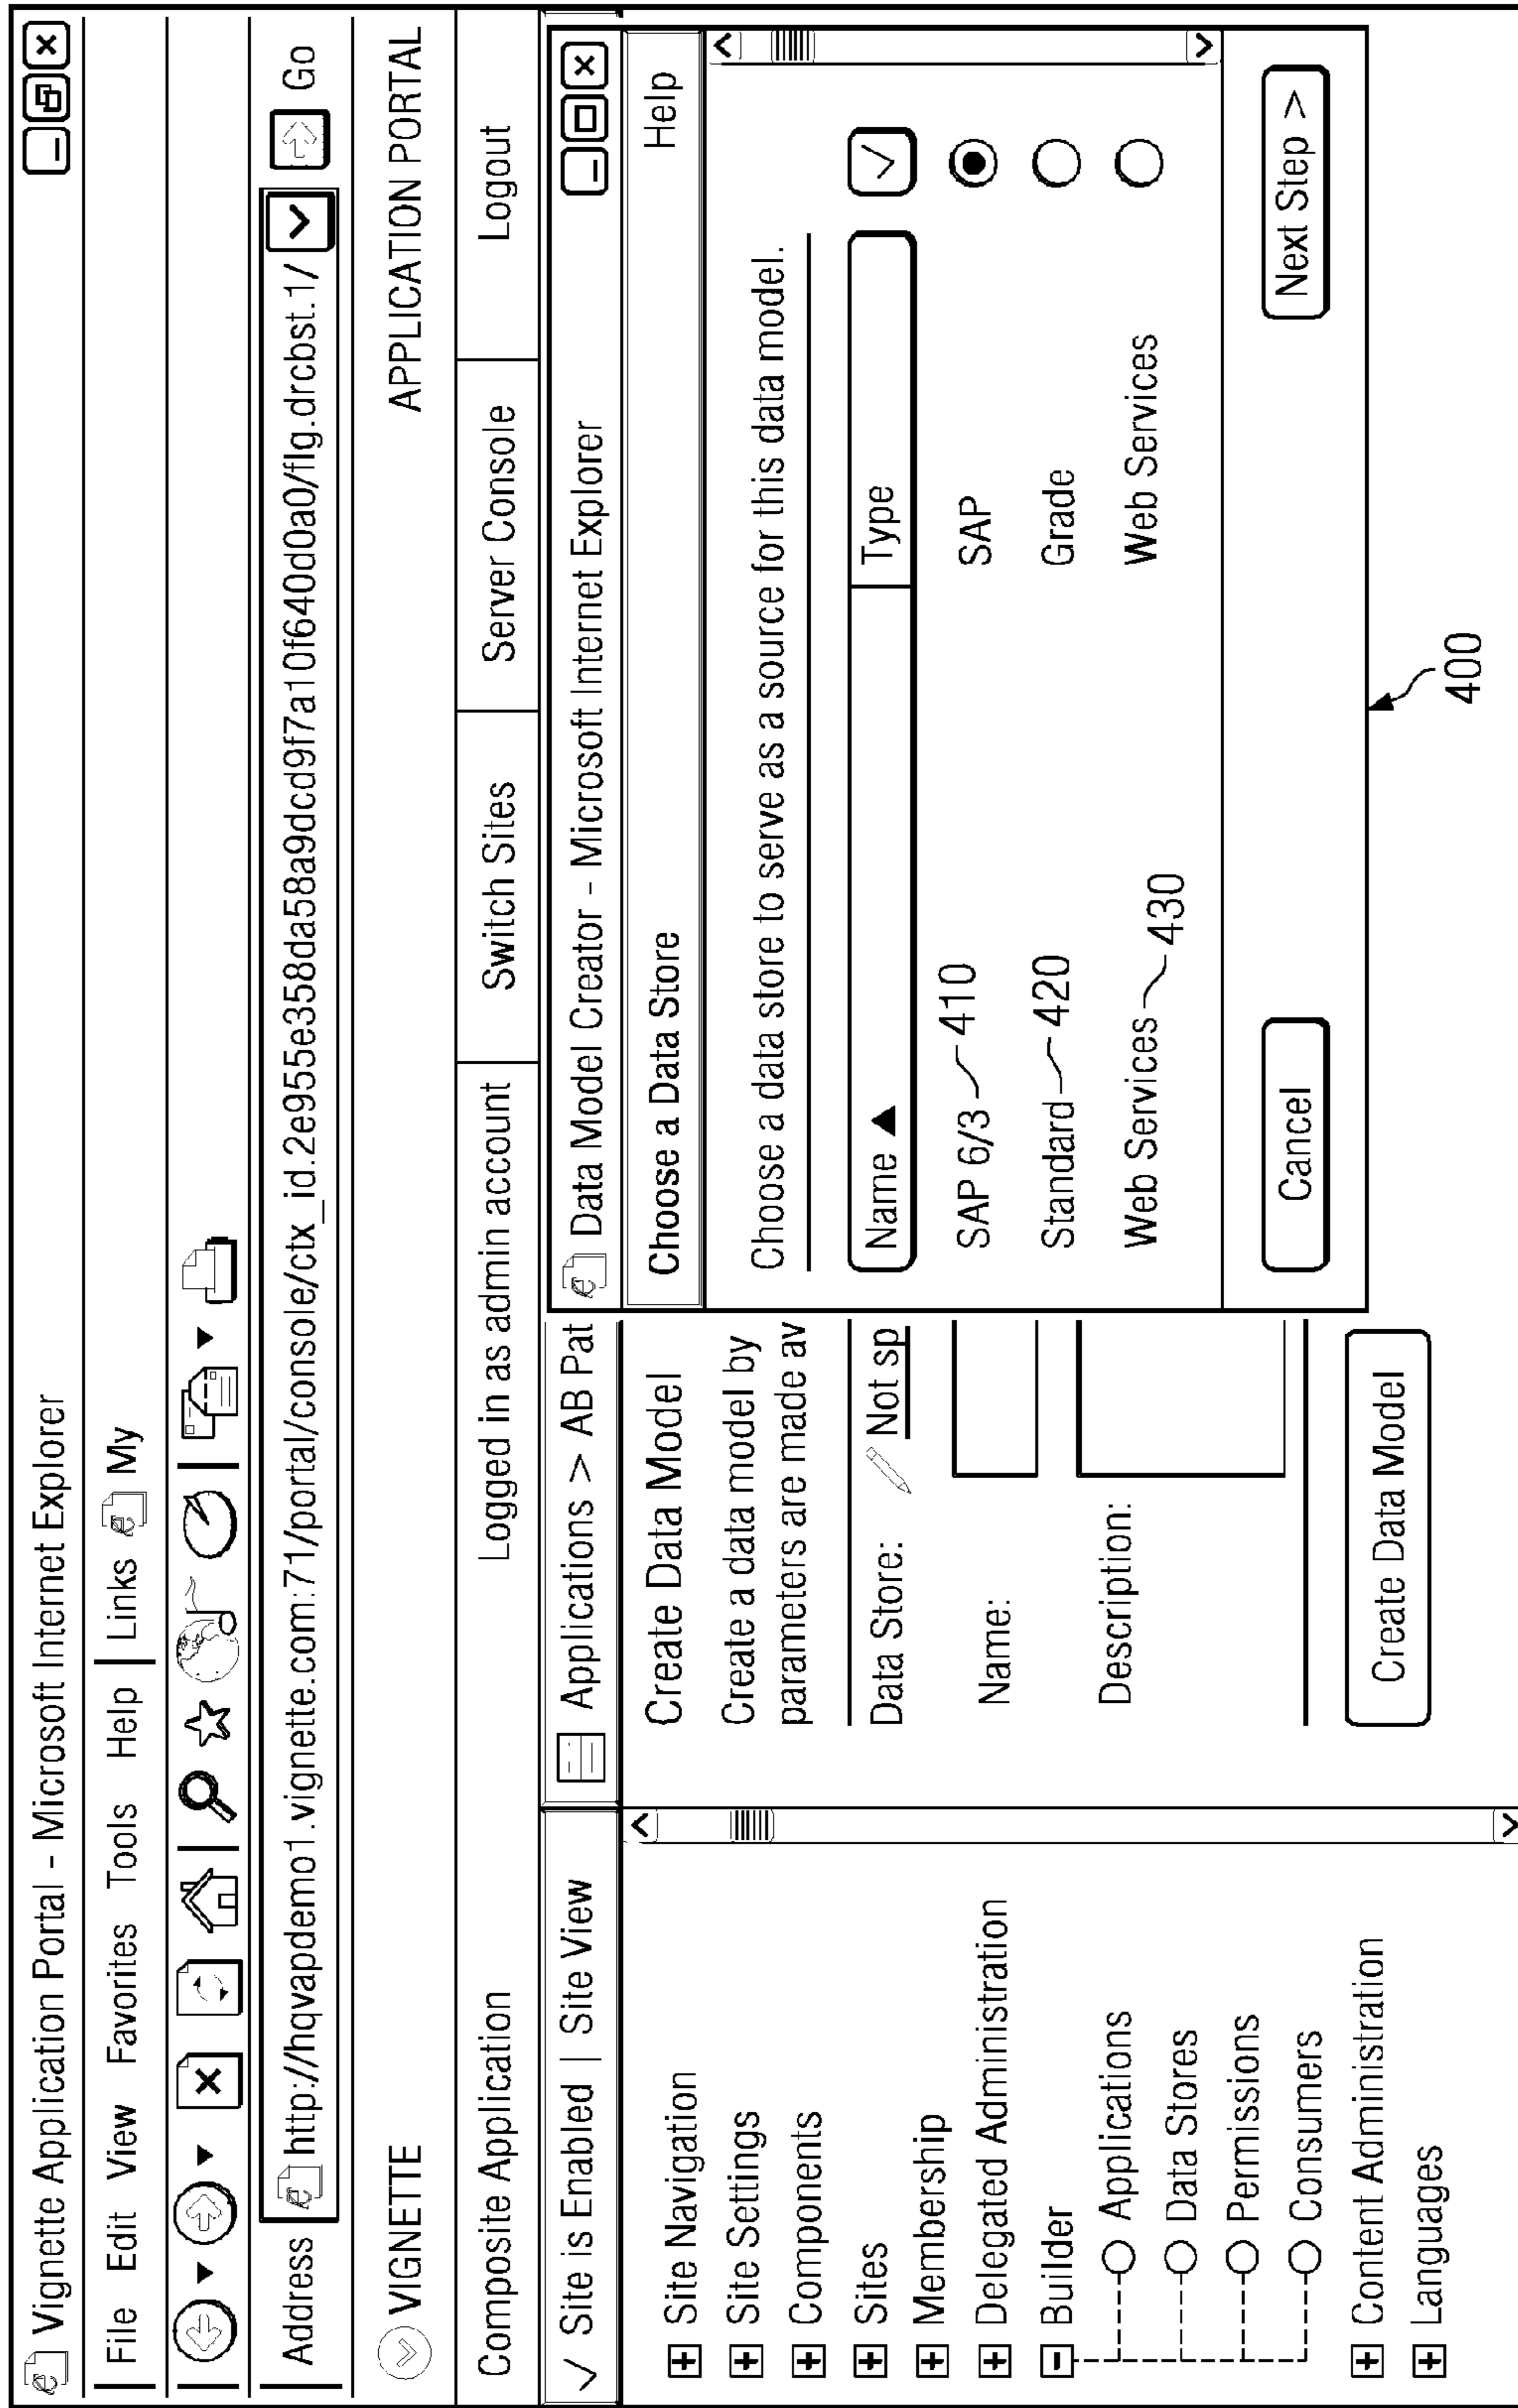 Vignette Application Portal - Microsoft Internet Explorer
File Edit View Favorites Tools Help Links My
Address http://hqvapdemo1.vignette.com:71/portal/console/ctx_id.2e955e358da58a9dcd9f7a10f640d0a0/flg.drcbst.1/ Go
VIGNETTE APPLICATION PORTAL
Composite Application Logged in as admin account Switch Sites Server Console Logout
Site is Enabled | Site View
Site Navigation
Site Settings
Components
Sites
Membership
Delegated Administration
Builder
Applications
Data Stores
Permissions
Consumers
Content Administration
Languages
Applications > AB Pat
Create Data Model
Create a data model by
parameters are made av
Data Store: Not sp
Name:
Description:
Create Data Model
Data Model Creator - Microsoft Internet Explorer
Choose a Data Store Help
Choose a data store to serve as a source for this data model.
Name Type
SAP 6/3 410 SAP
Standard 420 Grade
Web Services 430 Web Services
Cancel Next Step >
400